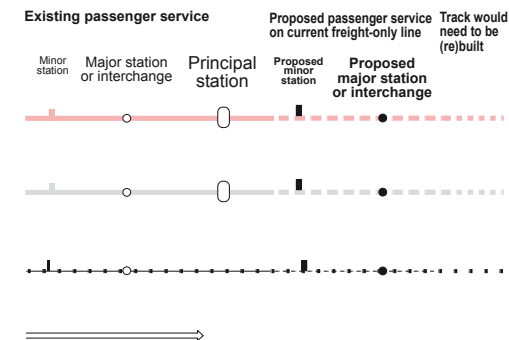 Existing passenger service
Proposed passenger service
on current freight-only line
Track would
need to be
(re)built
Minor
station
Major station
or interchange
Principal
station
Proposed
minor
station
Proposed
major station
or interchange